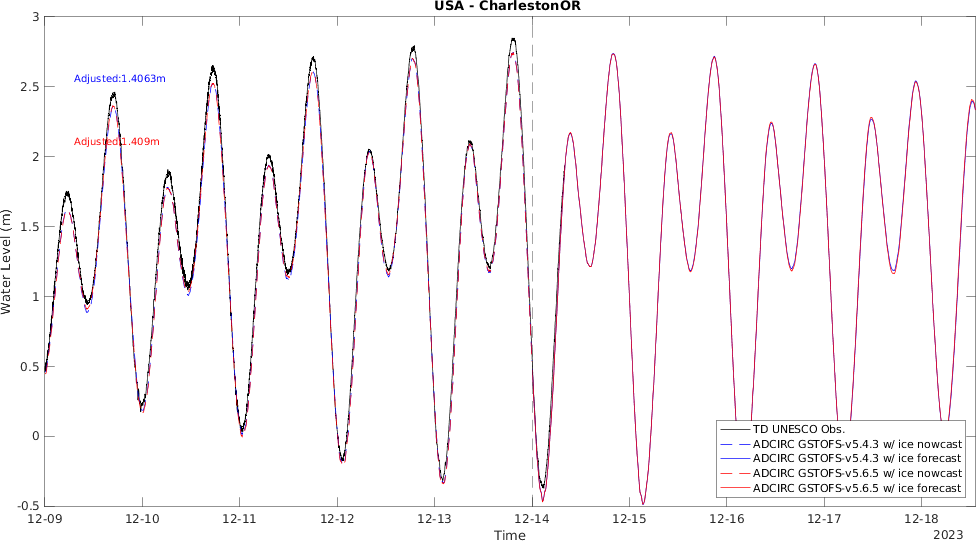 USA - CharlestonOR
3
2.5
2
1.5
1
0.5
0
-0.5
Water Level (m)
Adjusted:1.4063m
Adjusted:1.409m
TD UNESCO Obs.
ADCIRC GSTOFS-v5.4.3 w/ ice nowcast
ADCIRC GSTOFS-v5.4.3 w/ ice forecast
ADCIRC GSTOFS-v5.6.5 w/ ice nowcast
ADCIRC GSTOFS-v5.6.5 w/ ice forecast
12-09 12-10 12-11 12-12 12-13 12-14 12-15 12-16 12-17 12-18
Time
2023